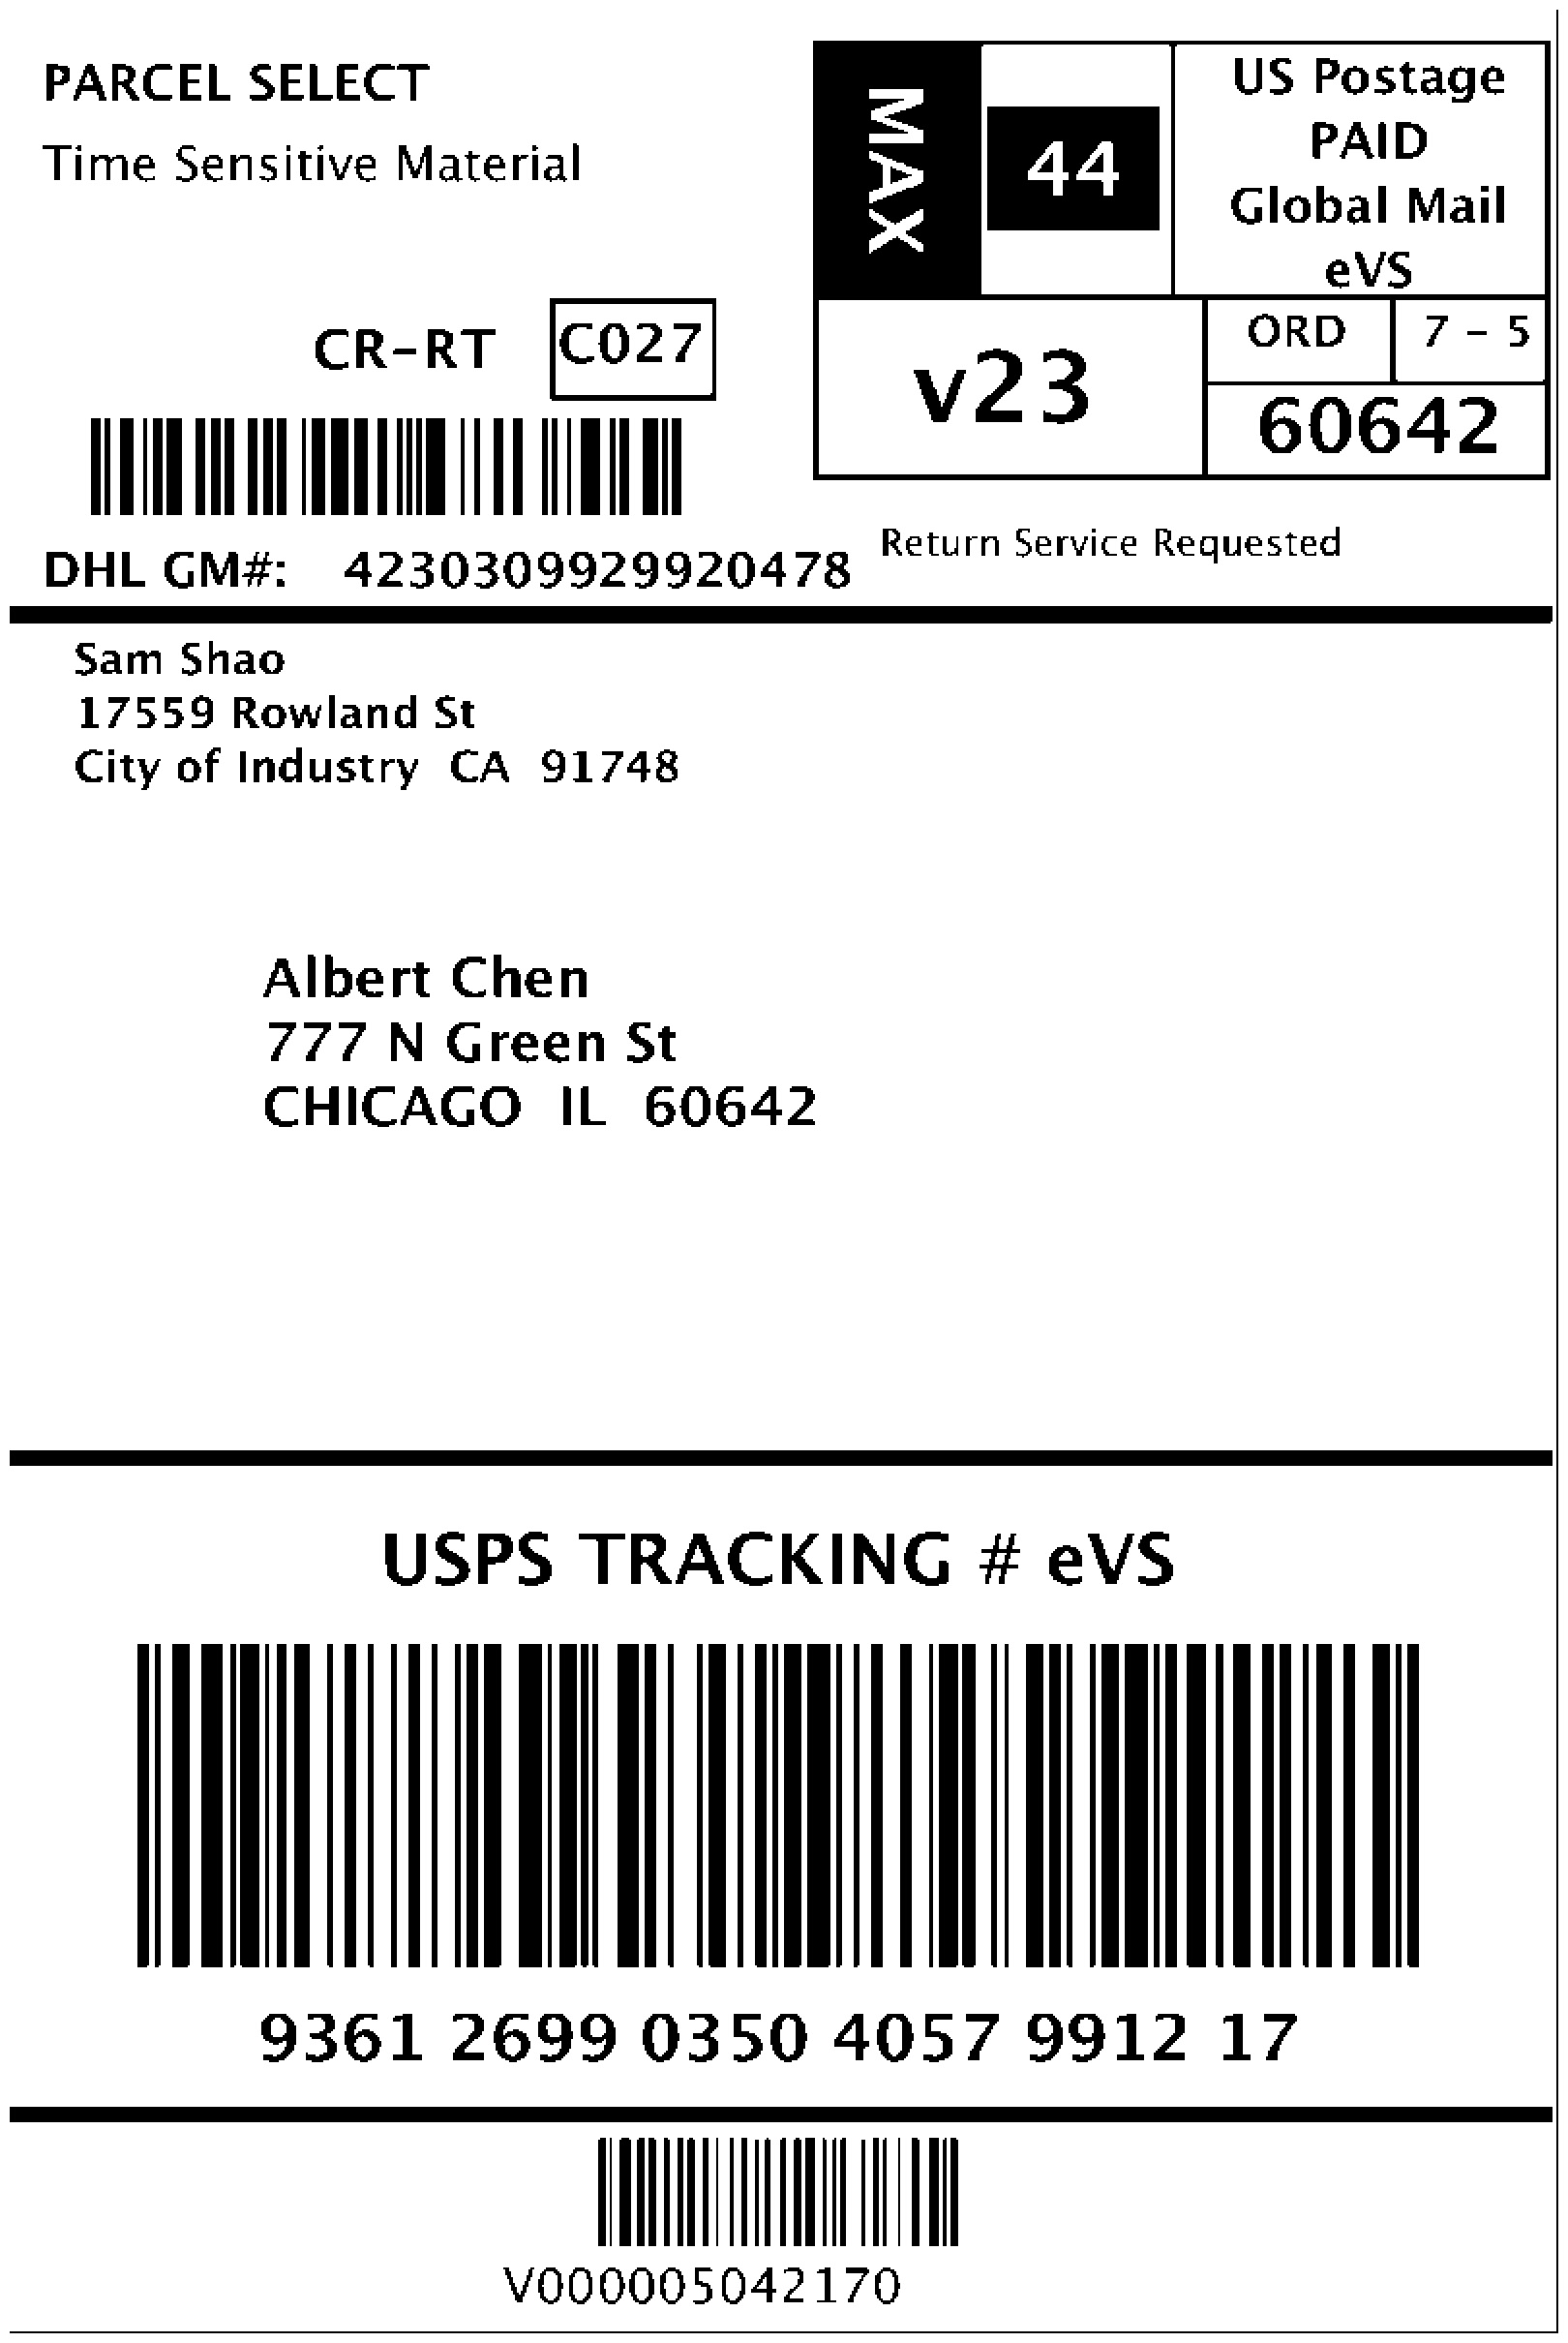 PARCEL SELECT
Time Sensitive Material
MAX
44
US Postage
PAID
Global Mail
eVS
CR-RT C027
v23
ORD
7 - 5
60642
DHL GM#: 4230309929920478
Return Service Requested
Sam Shao
17559 Rowland St
City of Industry CA 91748
Albert Chen
777 N Green St
CHICAGO IL 60642
USPS TRACKING # eVS
9361 2699 0350 4057 9912 17
V000005042170